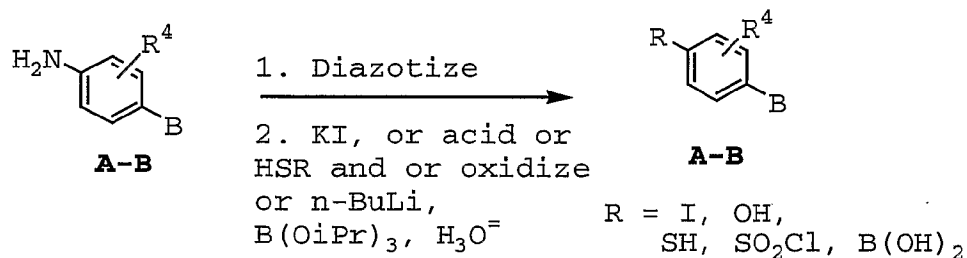 H₂N
R⁴
B
A-B
1. Diazotize
2. KI, or acid or
HSR and or oxidize
or n-BuLi,
B(OiPr)₃, H₃O⁼
R
R⁴
B
A-B
R = I, OH,
SH, SO₂Cl, B(OH)₂